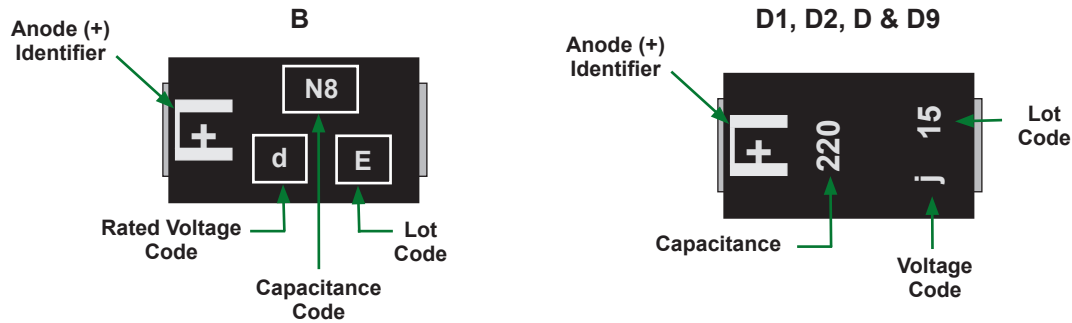 B
Anode (+)
Identifier
N8
+
d
E
Rated Voltage
Code
Lot
Code
Capacitance
Code
D1, D2, D & D9
Anode (+)
Identifier
+
220
15
j
Lot
Code
Capacitance
Voltage
Code